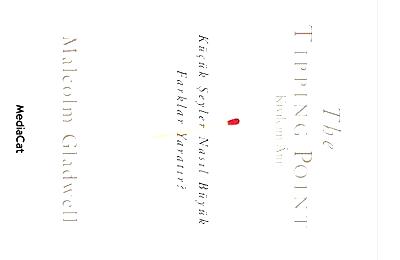 The
TIPPING POINT
Kıvılcım Anı
Küçük Şeyler Nasıl Büyük
Farklar Yaratır?
Malcolm Gladwell
MediaCat